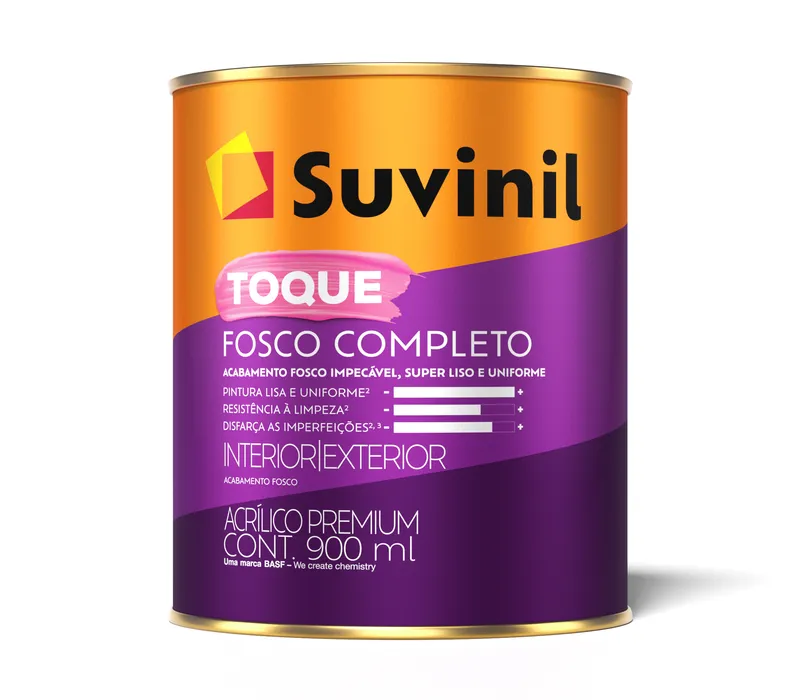 Suvinil
TOQUE
FOSCO COMPLETO
ACABAMENTO FOSCO IMPECÁVEL, SUPER LISO E UNIFORME
PINTURA LISA E UNIFORME² - +
RESISTÊNCIA À LIMPEZA² - +
DISFARÇA AS IMPERFEIÇÕES²,³ - +
INTERIOR|EXTERIOR
ACABAMENTO FOSCO
ACRÍLICO PREMIUM
CONT. 900 ml
Uma marca BASF – We create chemistry